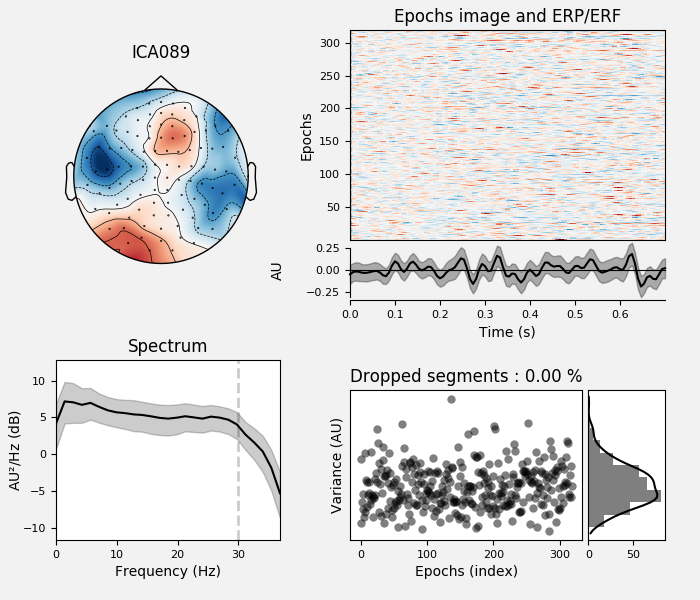 ICA089
Epochs image and ERP/ERF
Epochs
300
250
200
150
100
50
AU
0.25
0.00
−0.25
0.0 0.1 0.2 0.3 0.4 0.5 0.6
Time (s)
Spectrum
AU²/Hz (dB)
10
5
0
−5
−10
0 10 20 30
Frequency (Hz)
Dropped segments : 0.00 %
Variance (AU)
0 100 200 300
Epochs (index)
0 50